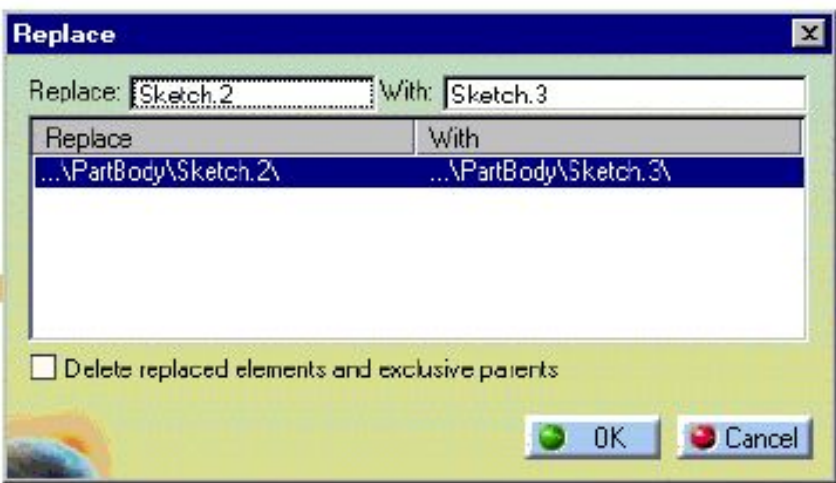 Replace
Replace: Sketch.2 With: Sketch.3
Replace With
...\PartBody\Sketch.2\ ...\PartBody\Sketch.3\
Delete replaced elements and exclusive parents
OK Cancel